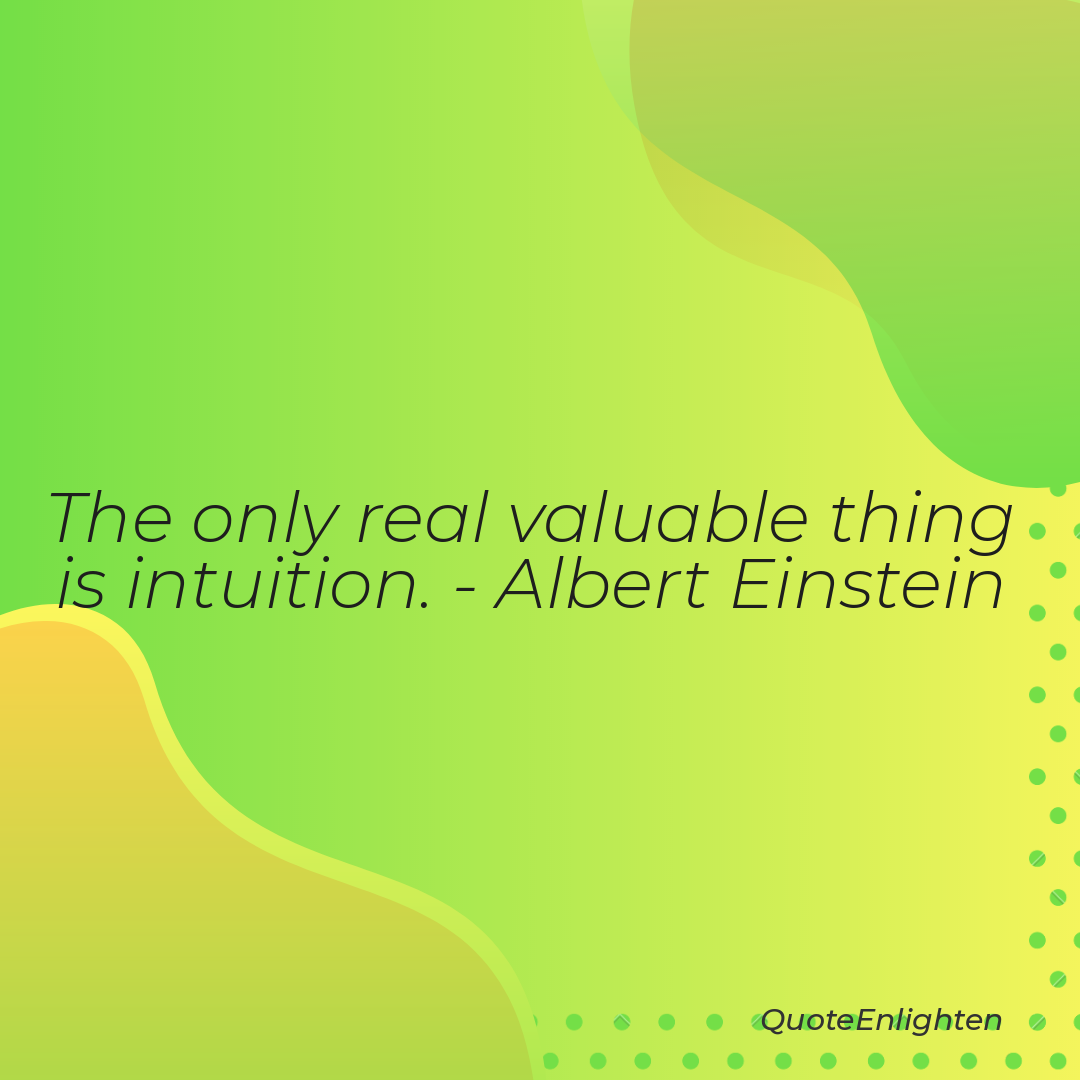 The only real valuable thing
is intuition. - Albert Einstein
QuoteEnlighten